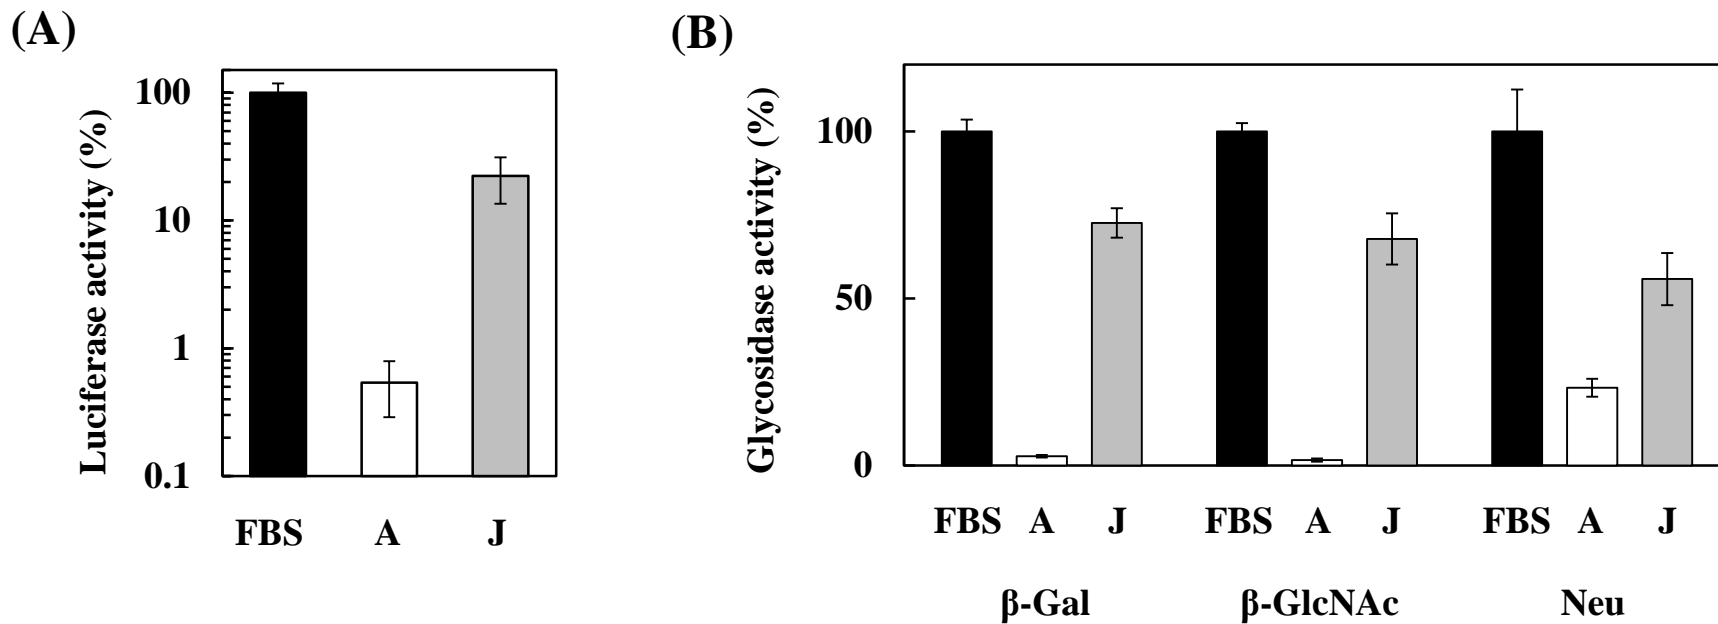 (A)
Luciferase activity (%)
100
10
1
0.1
FBS A J
(B)
Glycosidase activity (%)
100
50
0
FBS A J FBS A J FBS A J
β-Gal β-GlcNAc Neu